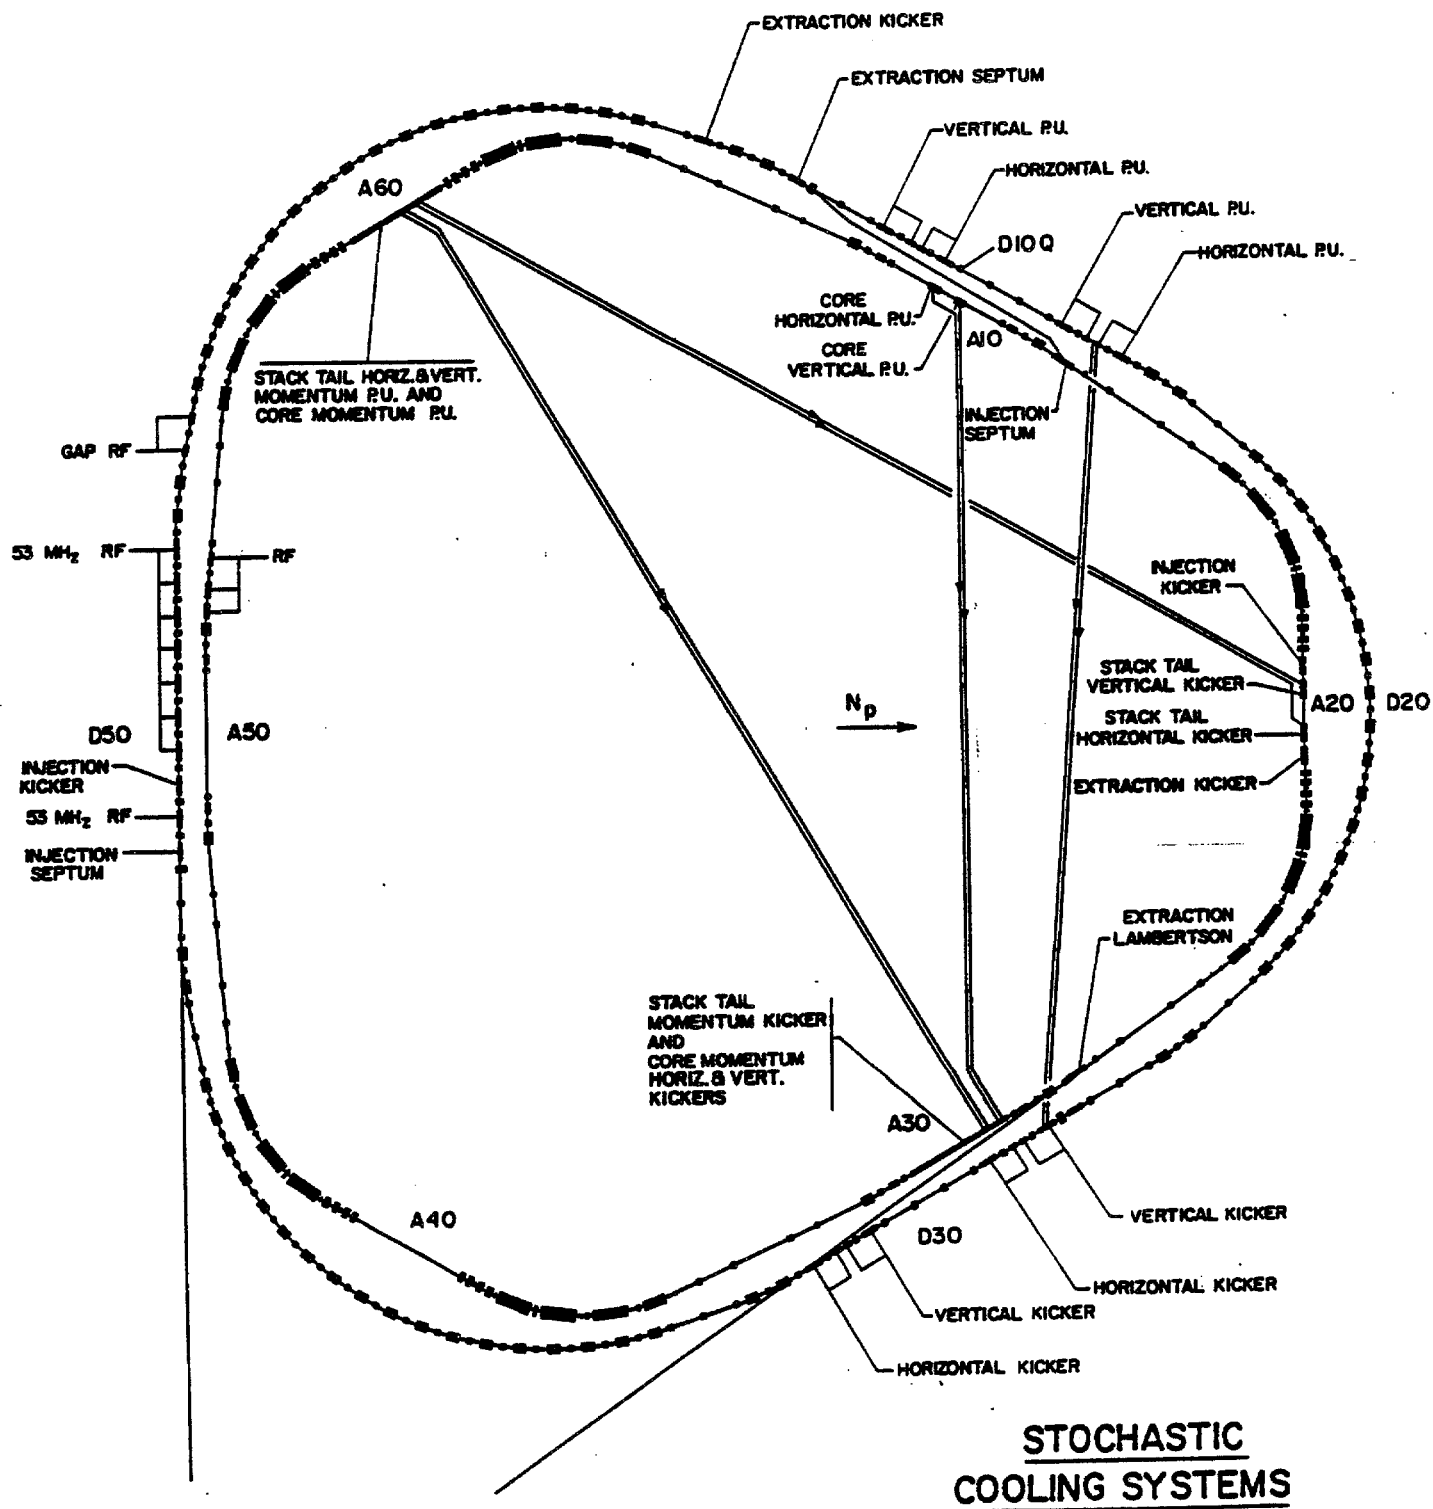 EXTRACTION KICKER
EXTRACTION SEPTUM
VERTICAL P.U.
HORIZONTAL P.U.
VERTICAL P.U.
D10Q
HORIZONTAL P.U.
A60
CORE
HORIZONTAL P.U.
A10
CORE
VERTICAL P.U.
STACK TAIL HORIZ. & VERT.
MOMENTUM P.U. AND
CORE MOMENTUM P.U.
INJECTION
SEPTUM
GAP RF
53 MHz RF
RF
INJECTION
KICKER
STACK TAIL
VERTICAL KICKER
A20
D20
Np
STACK TAIL
HORIZONTAL KICKER
D50
A50
INJECTION
KICKER
EXTRACTION KICKER
53 MHz RF
INJECTION
SEPTUM
EXTRACTION
LAMBERTSON
STACK TAIL
MOMENTUM KICKER
AND
CORE MOMENTUM
HORIZ. & VERT.
KICKERS
A30
A40
D30
VERTICAL KICKER
HORIZONTAL KICKER
VERTICAL KICKER
HORIZONTAL KICKER
STOCHASTIC
COOLING SYSTEMS